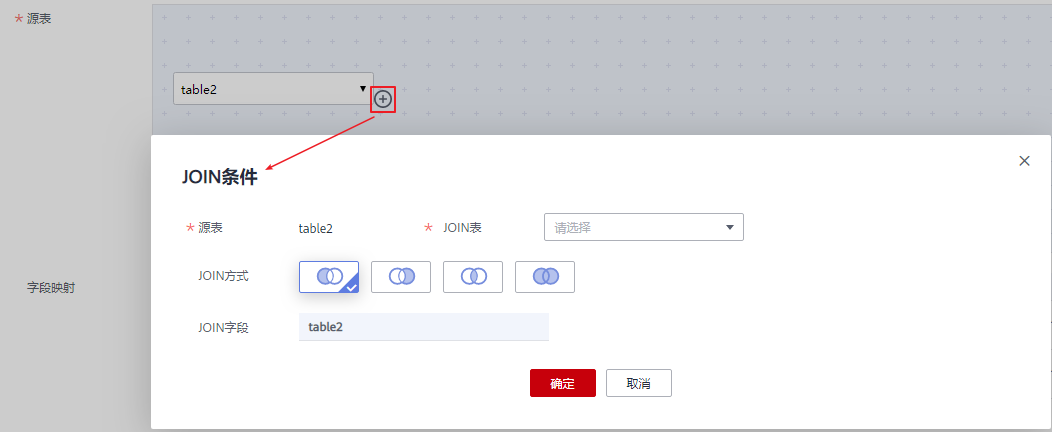 * 源表
table2
JOIN条件
* 源表 table2 * JOIN表 请选择
JOIN方式
字段映射
JOIN字段 table2
确定 取消